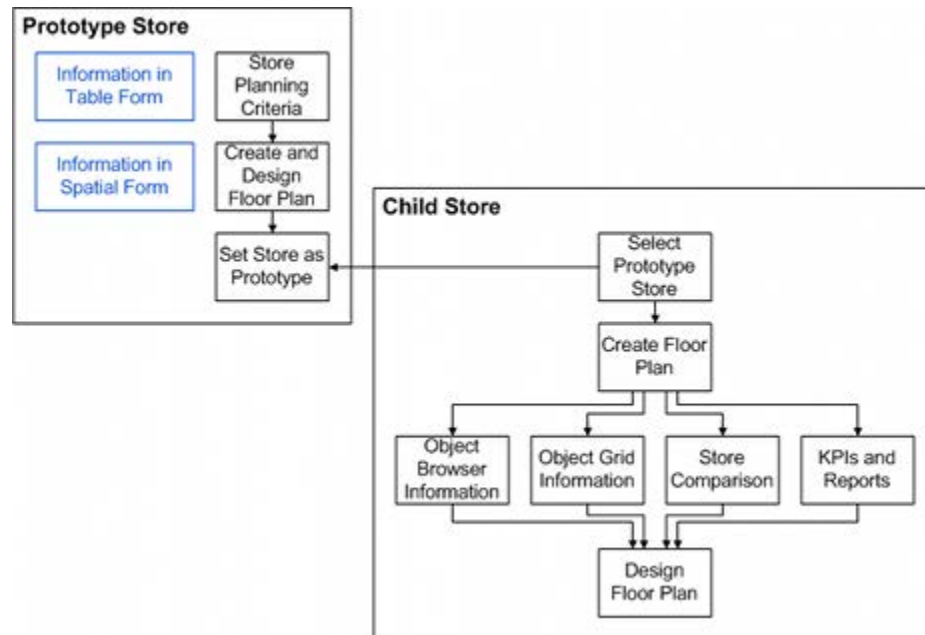 Prototype Store
Information in
Table Form
Store
Planning
Criteria
Information in
Spatial Form
Create and
Design
Floor Plan
Set Store as
Prototype
Child Store
Select
Prototype
Store
Create Floor
Plan
Object
Browser
Information
Object Grid
Information
Store
Comparison
KPIs and
Reports
Design
Floor Plan